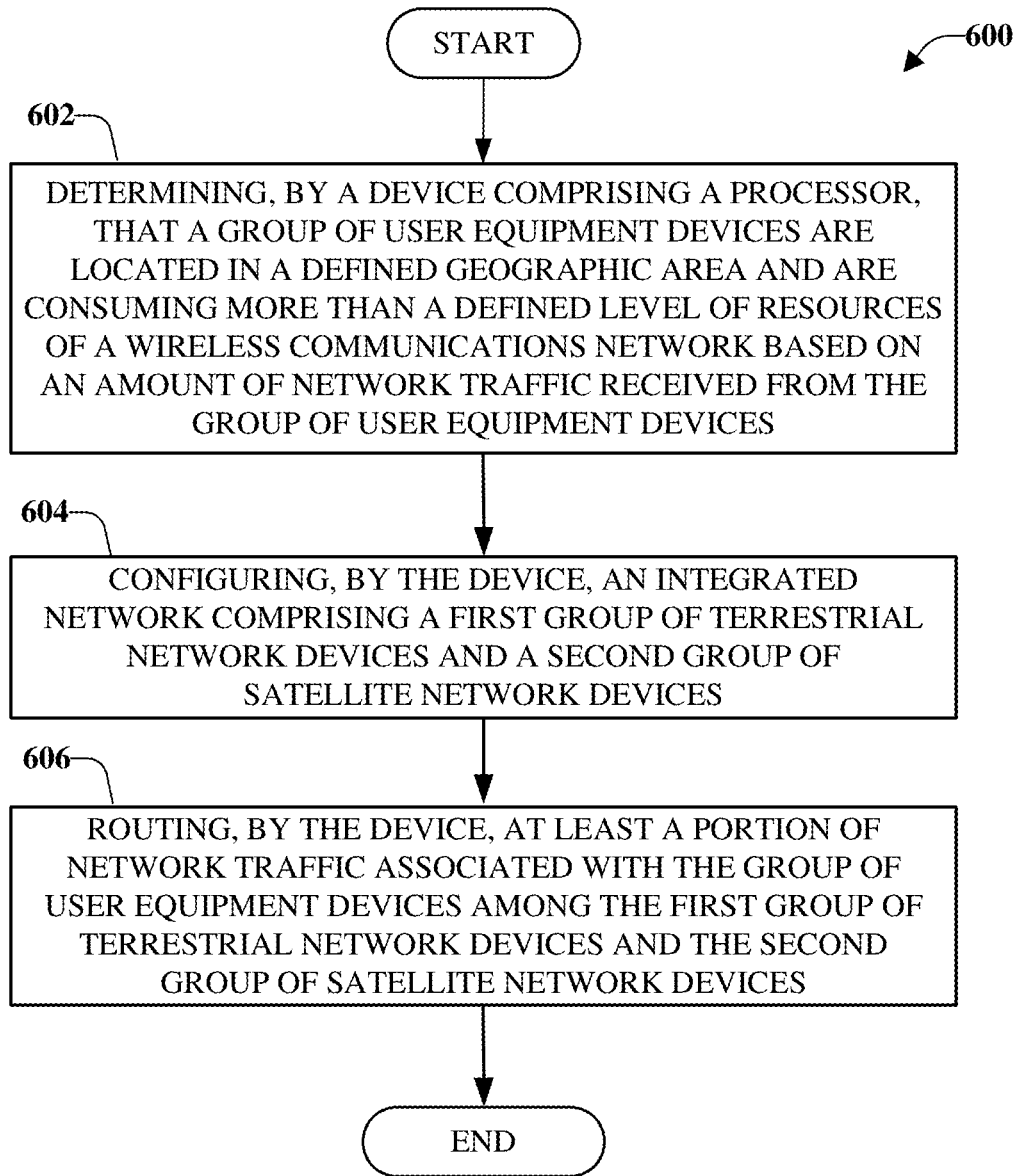 START
600
602
DETERMINING, BY A DEVICE COMPRISING A PROCESSOR,
THAT A GROUP OF USER EQUIPMENT DEVICES ARE
LOCATED IN A DEFINED GEOGRAPHIC AREA AND ARE
CONSUMING MORE THAN A DEFINED LEVEL OF RESOURCES
OF A WIRELESS COMMUNICATIONS NETWORK BASED ON
AN AMOUNT OF NETWORK TRAFFIC RECEIVED FROM THE
GROUP OF USER EQUIPMENT DEVICES
604
CONFIGURING, BY THE DEVICE, AN INTEGRATED
NETWORK COMPRISING A FIRST GROUP OF TERRESTRIAL
NETWORK DEVICES AND A SECOND GROUP OF
SATELLITE NETWORK DEVICES
606
ROUTING, BY THE DEVICE, AT LEAST A PORTION OF
NETWORK TRAFFIC ASSOCIATED WITH THE GROUP OF
USER EQUIPMENT DEVICES AMONG THE FIRST GROUP OF
TERRESTRIAL NETWORK DEVICES AND THE SECOND
GROUP OF SATELLITE NETWORK DEVICES
END